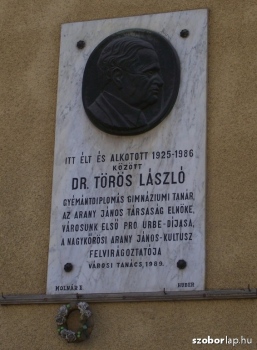 ITT ÉLT ÉS ALKOTOTT 1925-1986
KÖZÖTT
DR. TÖRÖS LÁSZLÓ
GYÉMÁNTDIPLOMÁS GIMNÁZIUMI TANÁR,
AZ ARANY JÁNOS TÁRSASÁG ELNÖKE,
VÁROSUNK ELSŐ PRO URBE-DÍJASA,
A NAGYKŐRÖSI ARANY JÁNOS-KULTUSZ
FELVIRÁGOZTATÓJA
VÁROSI TANÁCS, 1989.
MOLNÁR E.
szoborlap.hu